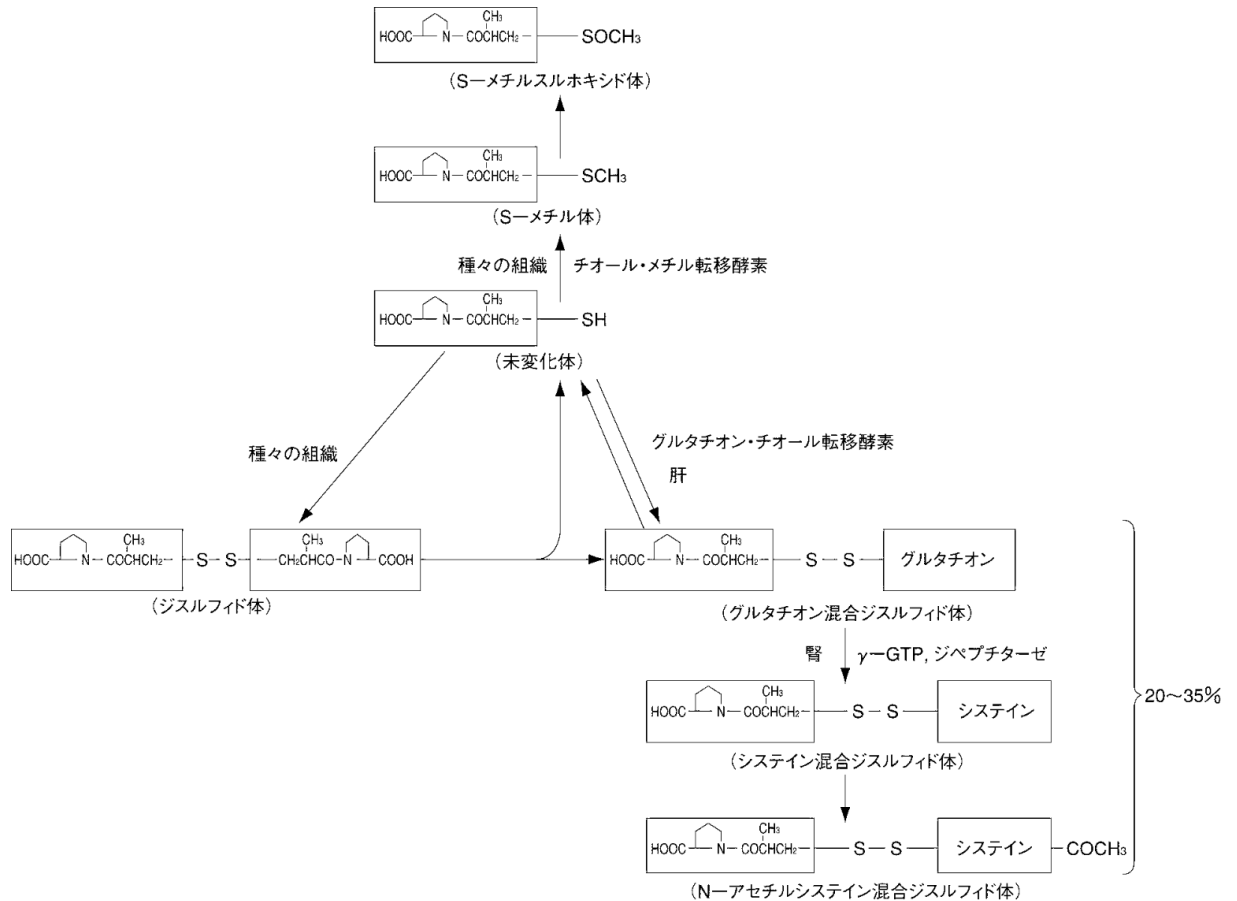 HOOC N COCHCH₂ CH₃ SOCH₃
(S−メチルスルホキシド体)
HOOC N COCHCH₂ CH₃ SCH₃
(S−メチル体)
種々の組織 チオール・メチル転移酵素
HOOC N COCHCH₂ CH₃ SH
(未変化体)
種々の組織
グルタチオン・チオール転移酵素
肝
HOOC N COCHCH₂ CH₃ S S CH₂CHCO CH₃ N COOH
(ジスルフィド体)
HOOC N COCHCH₂ CH₃ S S グルタチオン
(グルタチオン混合ジスルフィド体)
腎 γ−GTP, ジペプチターゼ
HOOC N COCHCH₂ CH₃ S S システイン
(システイン混合ジスルフィド体)
20〜35%
HOOC N COCHCH₂ CH₃ S S システイン COCH₃
(N−アセチルシステイン混合ジスルフィド体)